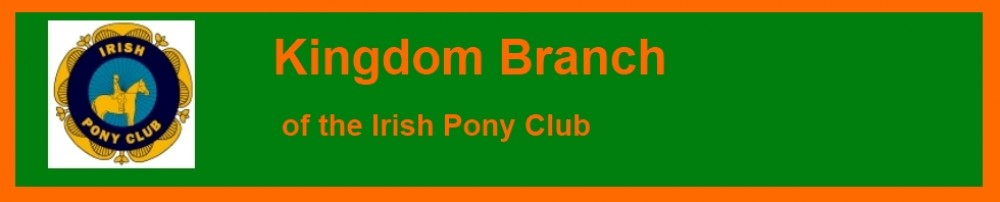 IRISH
PONY CLUB
Kingdom Branch
of the Irish Pony Club